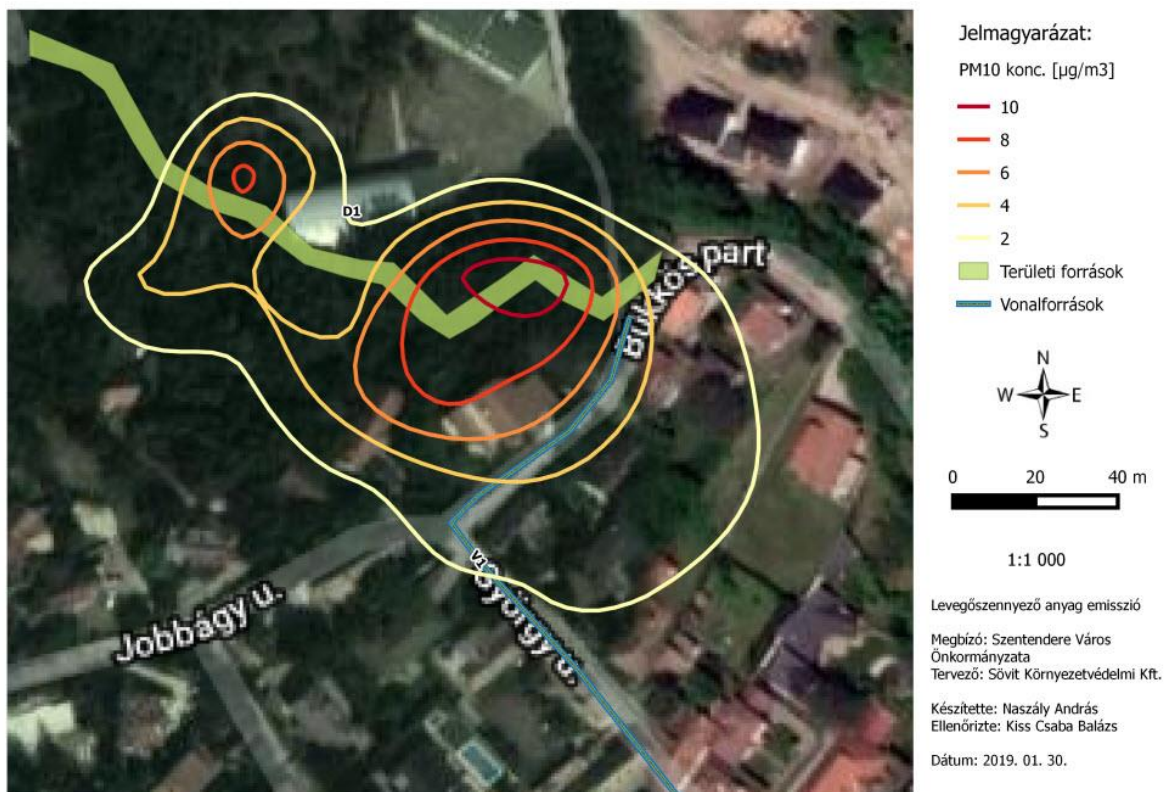 Jelmagyarázat:
PM10 konc. [µg/m3]
10
8
6
4
2
Területi források
Vonalforrások
N
W E
S
0 20 40 m
1:1 000
Levegőszennyező anyag emisszió
Megbízó: Szentendere Város
Önkormányzata
Tervező: Sövit Környezetvédelmi Kft.
Készítette: Naszály András
Ellenőrizte: Kiss Csaba Balázs
Dátum: 2019. 01. 30.
D1
Bükkös part
V1
György u.
Jobbágy u.